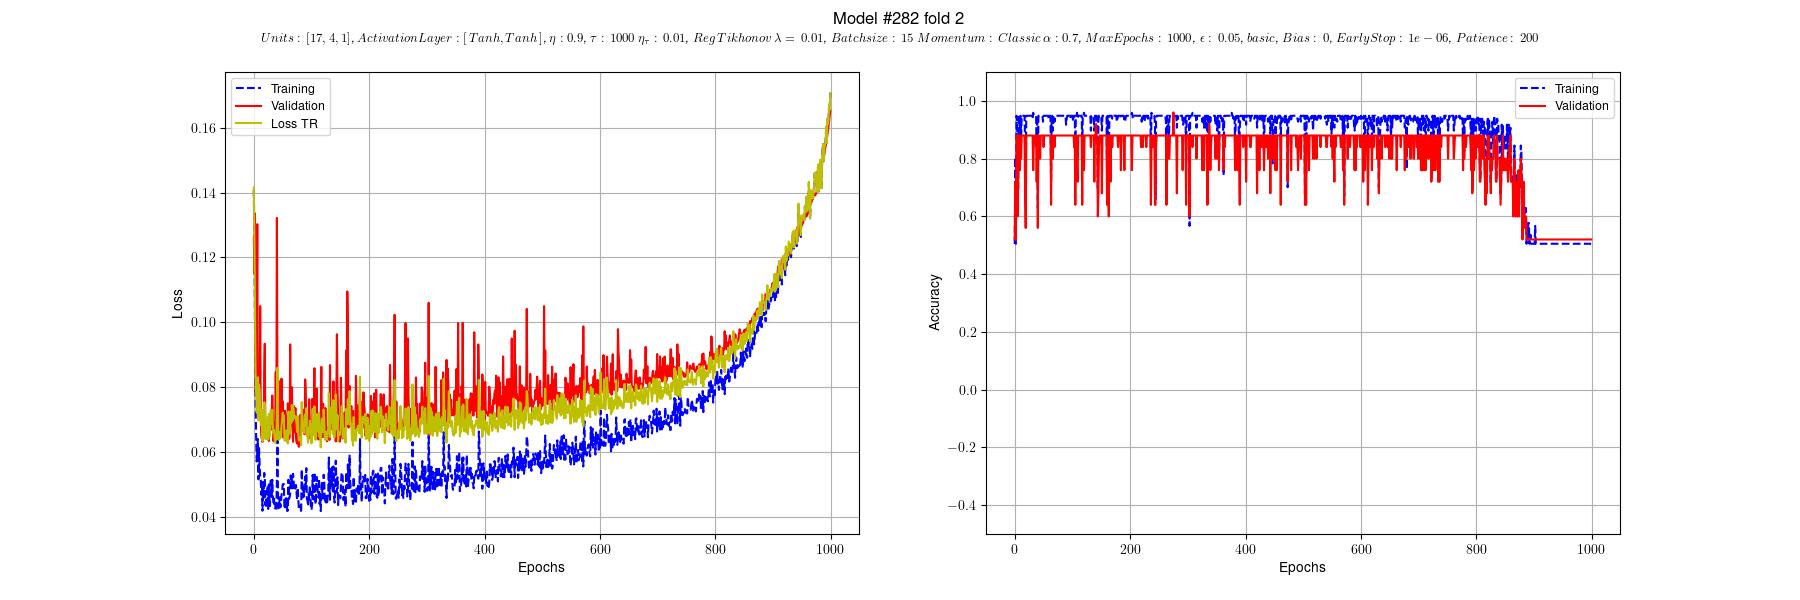 Model #282 fold 2
Units : [17, 4, 1], ActivationLayer : [Tanh, Tanh], η : 0.9, τ : 1000 ητ : 0.01, RegTikhonov λ = 0.01, Batchsize : 15 Momentum : Classic α : 0.7, MaxEpochs : 1000, ϵ : 0.05, basic, Bias : 0, EarlyStop : 1e − 06, Patience : 200
Training
Validation
Loss TR
0.16
0.14
0.12
0.10
0.08
0.06
0.04
Loss
0 200 400 600 800 1000
Epochs
Training
Validation
1.0
0.8
0.6
0.4
0.2
0.0
−0.2
−0.4
Accuracy
0 200 400 600 800 1000
Epochs